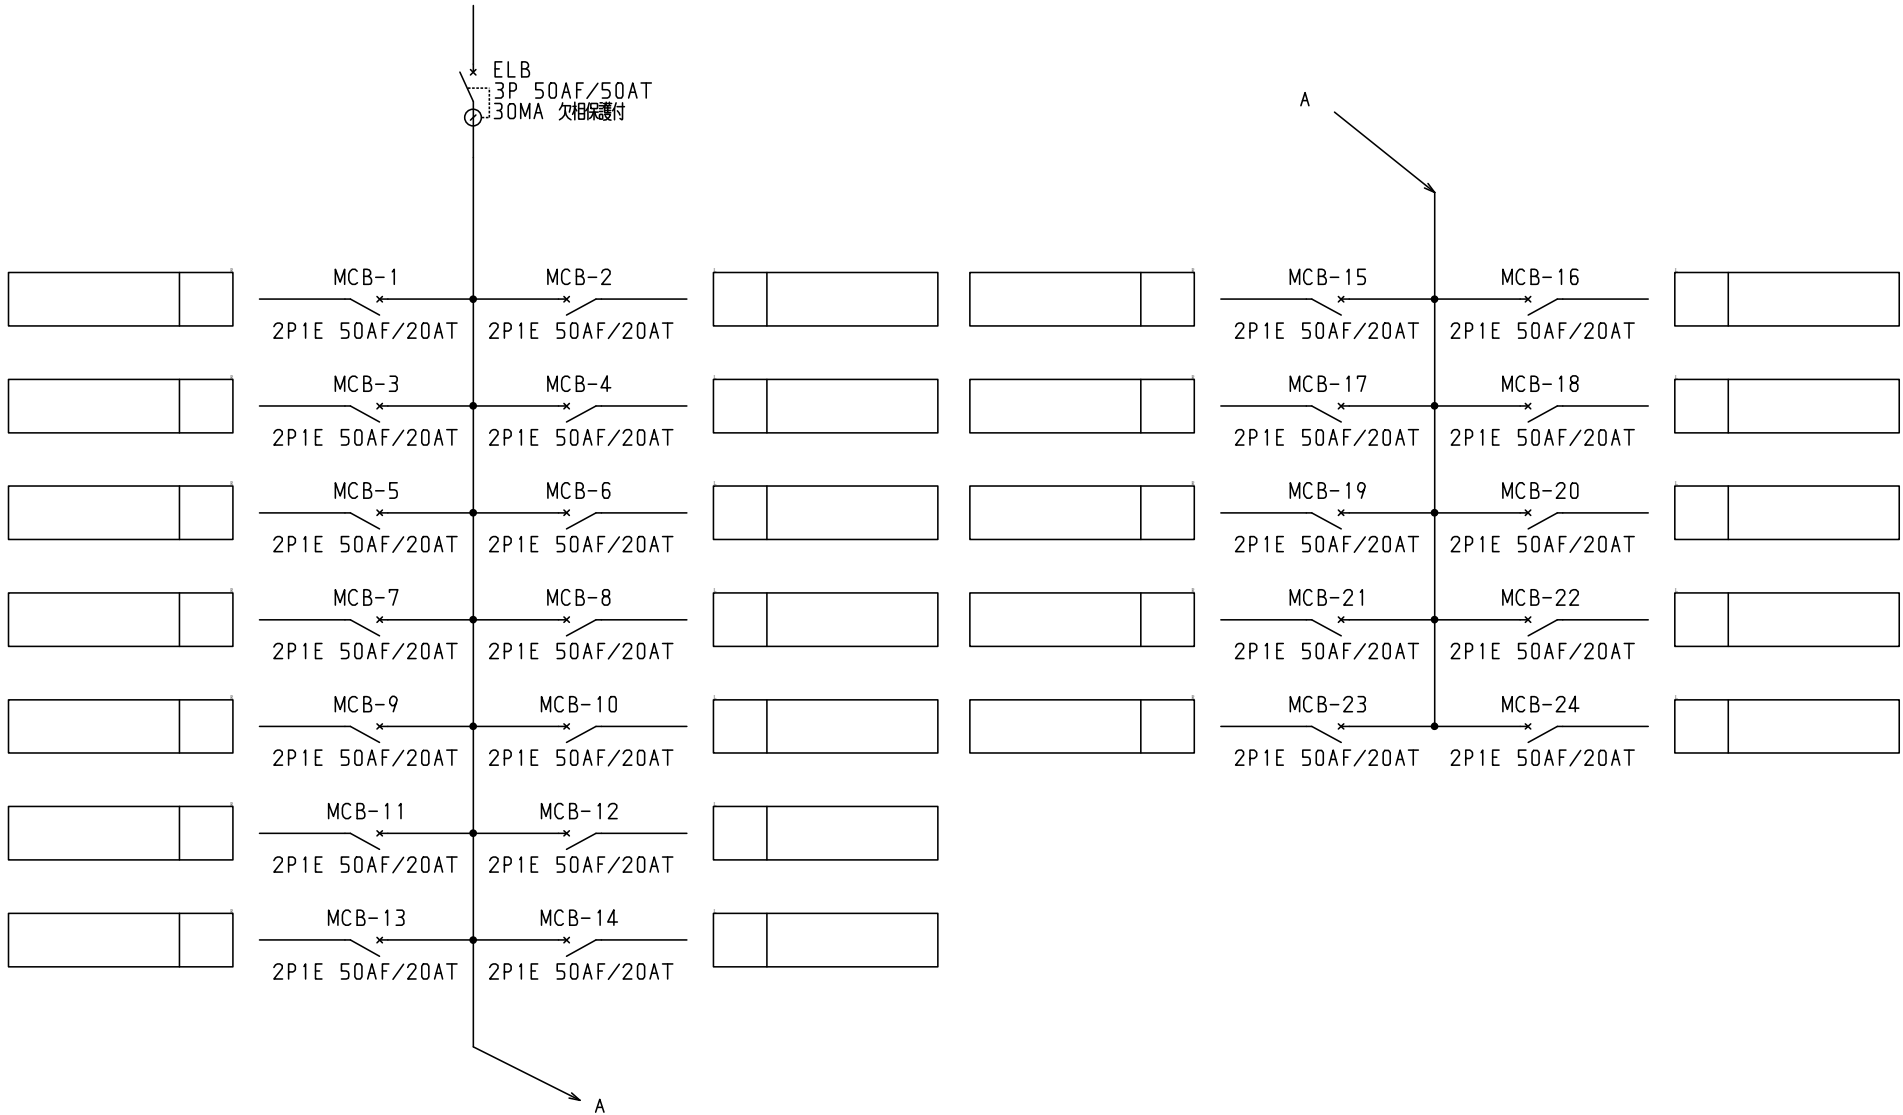 ELB
3P 50AF/50AT
30MA 欠相保護付
MCB-1 MCB-2
2P1E 50AF/20AT 2P1E 50AF/20AT
MCB-3 MCB-4
2P1E 50AF/20AT 2P1E 50AF/20AT
MCB-5 MCB-6
2P1E 50AF/20AT 2P1E 50AF/20AT
MCB-7 MCB-8
2P1E 50AF/20AT 2P1E 50AF/20AT
MCB-9 MCB-10
2P1E 50AF/20AT 2P1E 50AF/20AT
MCB-11 MCB-12
2P1E 50AF/20AT 2P1E 50AF/20AT
MCB-13 MCB-14
2P1E 50AF/20AT 2P1E 50AF/20AT
A
A
MCB-15 MCB-16
2P1E 50AF/20AT 2P1E 50AF/20AT
MCB-17 MCB-18
2P1E 50AF/20AT 2P1E 50AF/20AT
MCB-19 MCB-20
2P1E 50AF/20AT 2P1E 50AF/20AT
MCB-21 MCB-22
2P1E 50AF/20AT 2P1E 50AF/20AT
MCB-23 MCB-24
2P1E 50AF/20AT 2P1E 50AF/20AT